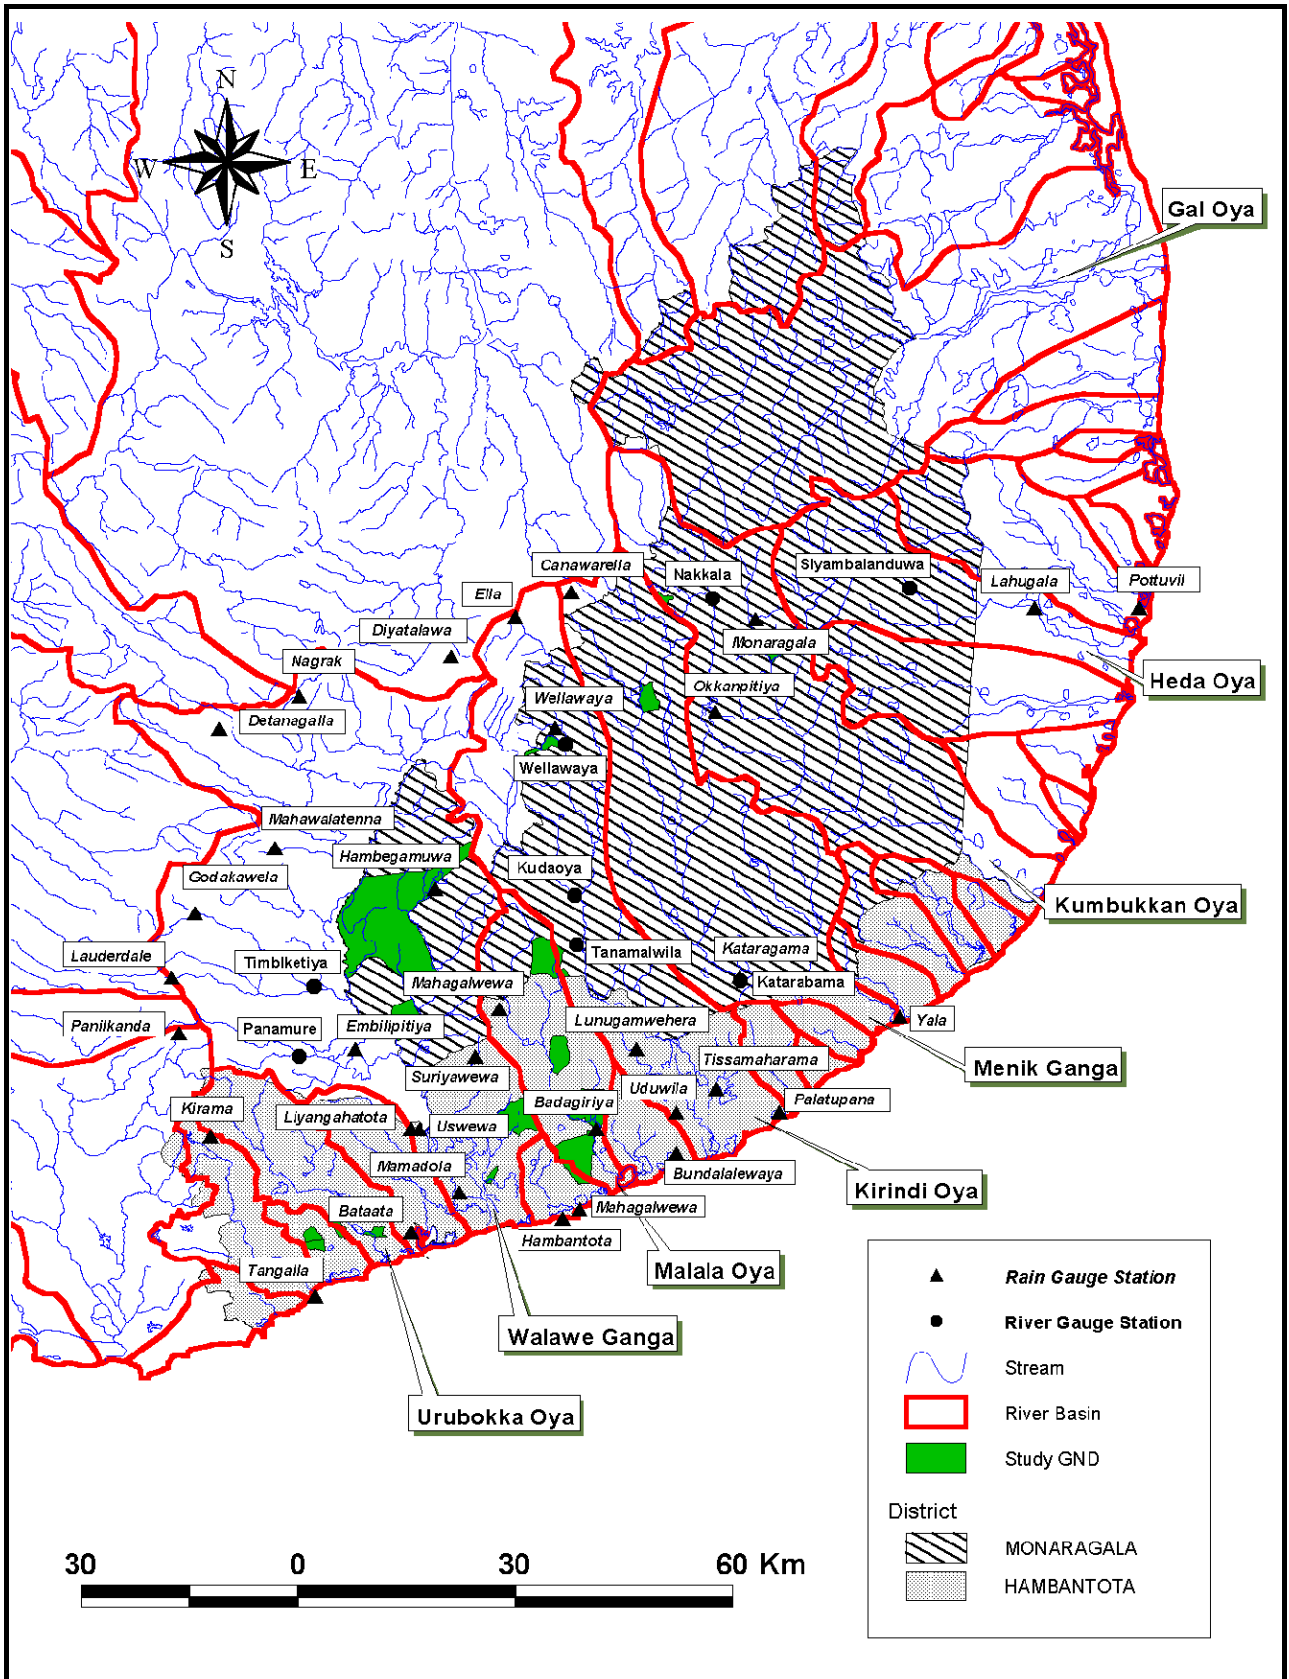 N
W
E
S
Gal Oya
Canawarella
Nakkala
SIyambalanduwa
Lahugala
Pottuvil
Ella
Diyatalawa
Monaragala
Nagrak
Okkanpitiya
Heda Oya
Wellawaya
Detanagalla
Wellawaya
Mahawalatenna
Hambegamuwa
Godakawela
Kudaoya
Kumbukkan Oya
Lauderdale
Timblketiya
Tanamalwila
Kataragama
Mahagalwewa
Katarabama
Panilkanda
Panamure
Embilipitiya
Lunugamwehera
Yala
Suriyawewa
Tissamaharama
Menik Ganga
Kirama
Liyangahatota
Uswewa
Badagiriya
Uduwila
Palatupana
Mamadola
Bundalalewaya
Kirindi Oya
Bataata
Mahagalwewa
Hambantota
Tangalla
Malala Oya
Walawe Ganga
Urubokka Oya
Rain Gauge Station
River Gauge Station
Stream
River Basin
Study GND
District
MONARAGALA
HAMBANTOTA
30 0 30 60 Km